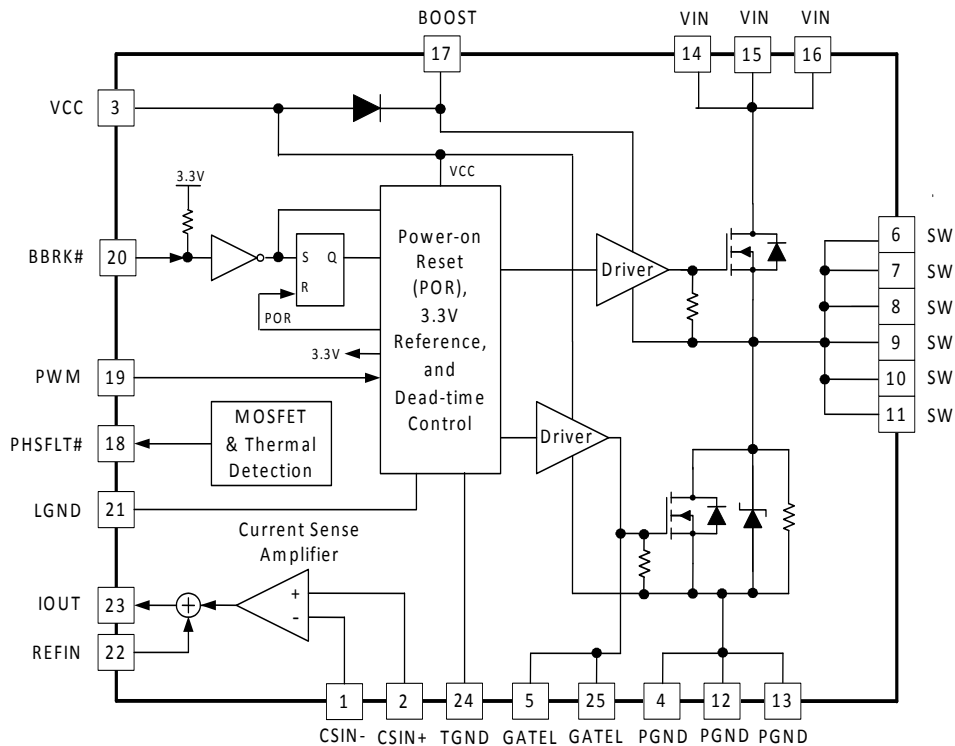 BOOST
VIN VIN VIN
17
14 15 16
VCC 3
VCC
3.3V
BBRK# 20
S Q
R
POR
Power-on
Reset
(POR),
3.3V
Reference,
and
Dead-time
Control
Driver
6 SW
7 SW
8 SW
9 SW
10 SW
11 SW
3.3V
PWM 19
PHSFLT# 18
MOSFET
& Thermal
Detection
Driver
LGND 21
Current Sense
Amplifier
IOUT 23
+
-
REFIN 22
1 2 24 5 25 4 12 13
CSIN- CSIN+ TGND GATEL GATEL PGND PGND PGND